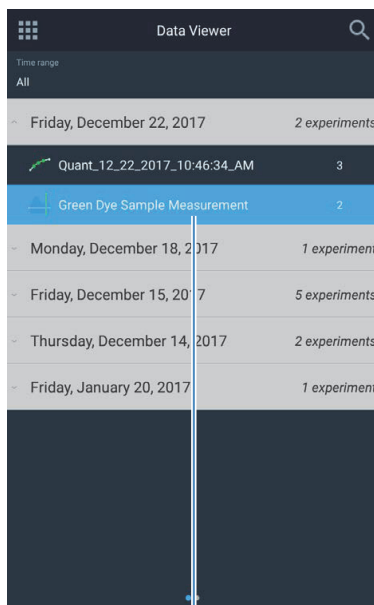 Data Viewer
Time range
All
Friday, December 22, 2017 2 experiments
Quant_12_22_2017_10:46:34_AM 3
Green Dye Sample Measurement 2
Monday, December 18, 2017 1 experiment
Friday, December 15, 2017 5 experiments
Thursday, December 14, 2017 2 experiments
Friday, January 20, 2017 1 experiment